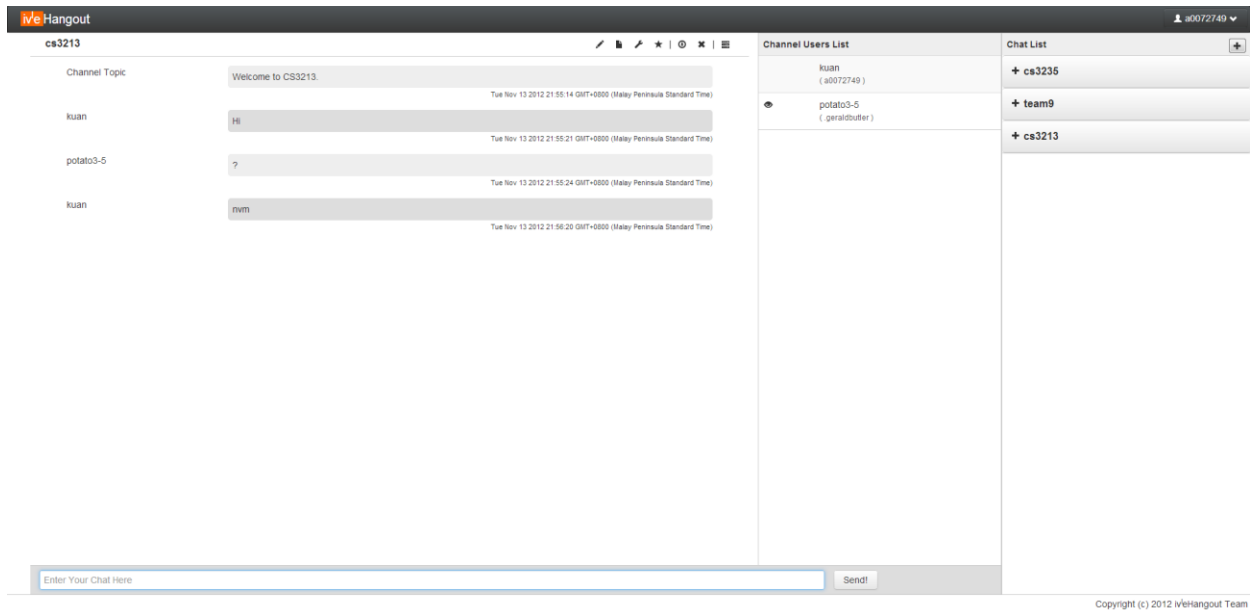 ivle Hangout
a0072749
cs3213
Channel Topic
Welcome to CS3213.
Tue Nov 13 2012 21:55:14 GMT+0800 (Malay Peninsula Standard Time)
kuan
Hi
Tue Nov 13 2012 21:55:21 GMT+0800 (Malay Peninsula Standard Time)
potato3-5
?
Tue Nov 13 2012 21:55:24 GMT+0800 (Malay Peninsula Standard Time)
kuan
nvm
Tue Nov 13 2012 21:56:20 GMT+0800 (Malay Peninsula Standard Time)
Enter Your Chat Here
Send!
Channel Users List
kuan
( a0072749 )
potato3-5
( .geraldbutler )
Chat List
+
+ cs3235
+ team9
+ cs3213
Copyright (c) 2012 ivleHangout Team